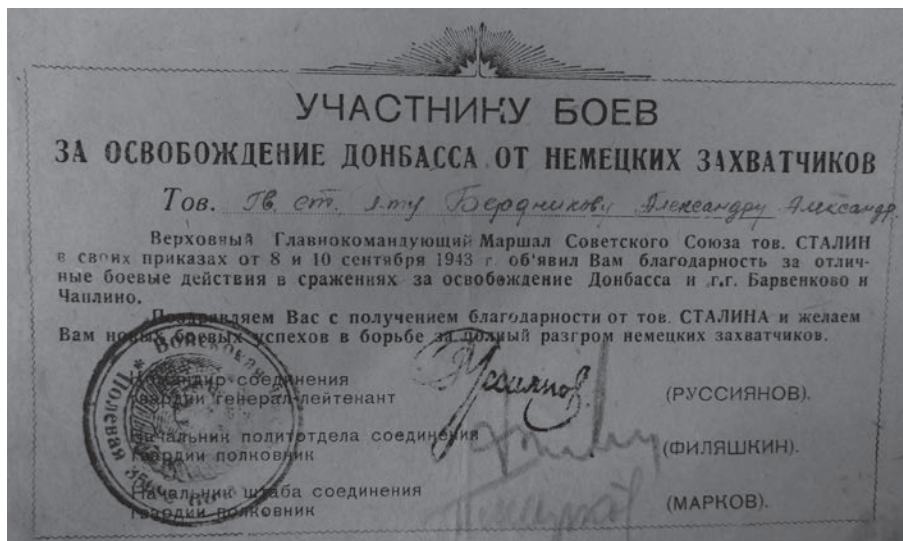 УЧАСТНИКУ БОЕВ
ЗА ОСВОБОЖДЕНИЕ ДОНБАССА ОТ НЕМЕЦКИХ ЗАХВАТЧИКОВ
Тов. Гв. ст. л-ту Бердникову Александру Александр.
Верховный Главнокомандующий Маршал Советского Союза тов. СТАЛИН
в своих приказах от 8 и 10 сентября 1943 г. об'явил Вам благодарность за отлич-
ные боевые действия в сражениях за освобождение Донбасса и г.г. Барвенково и
Чаплино.
Поздравляем Вас с получением благодарности от тов. СТАЛИНА и желаем
Вам новых боевых успехов в борьбе за полный разгром немецких захватчиков.
Командир соединения
гвардии генерал-лейтенант
Руссиянов
(РУССИЯНОВ).
Начальник политотдела соединения
гвардии полковник
(ФИЛЯШКИН).
Начальник штаба соединения
гвардии полковник
(МАРКОВ).
Полевая